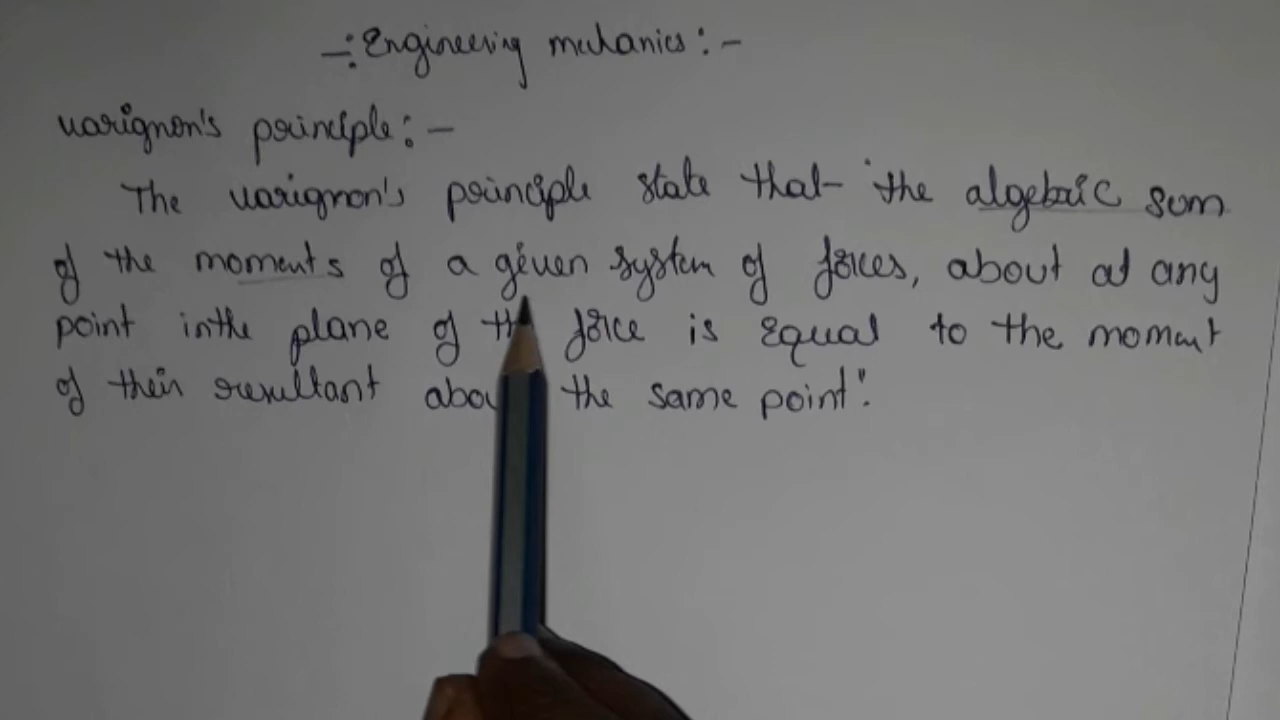 -: Engineering mechanics :-
varignon's principle:-
The varignon's principle state that "the algebraic sum
of the moments of a given system of forces, about at any
point in the plane of the force is equal to the moment
of their resultant about the same point".